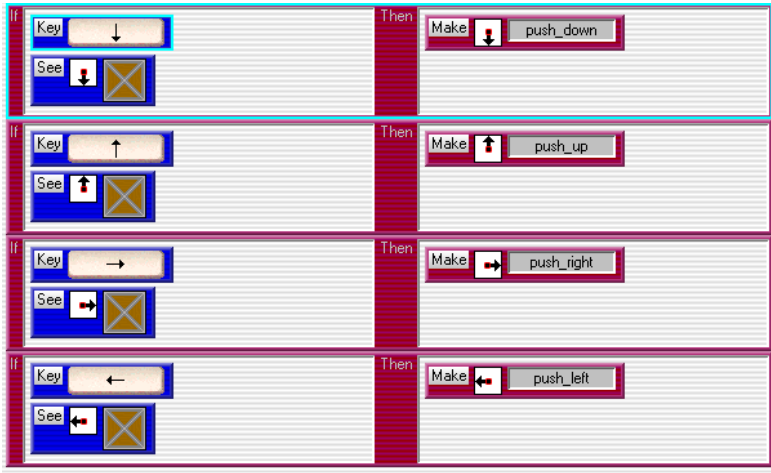 If Then
Key ↓ Make push_down
See
If Then
Key ↑ Make push_up
See
If Then
Key → Make push_right
See
If Then
Key ← Make push_left
See